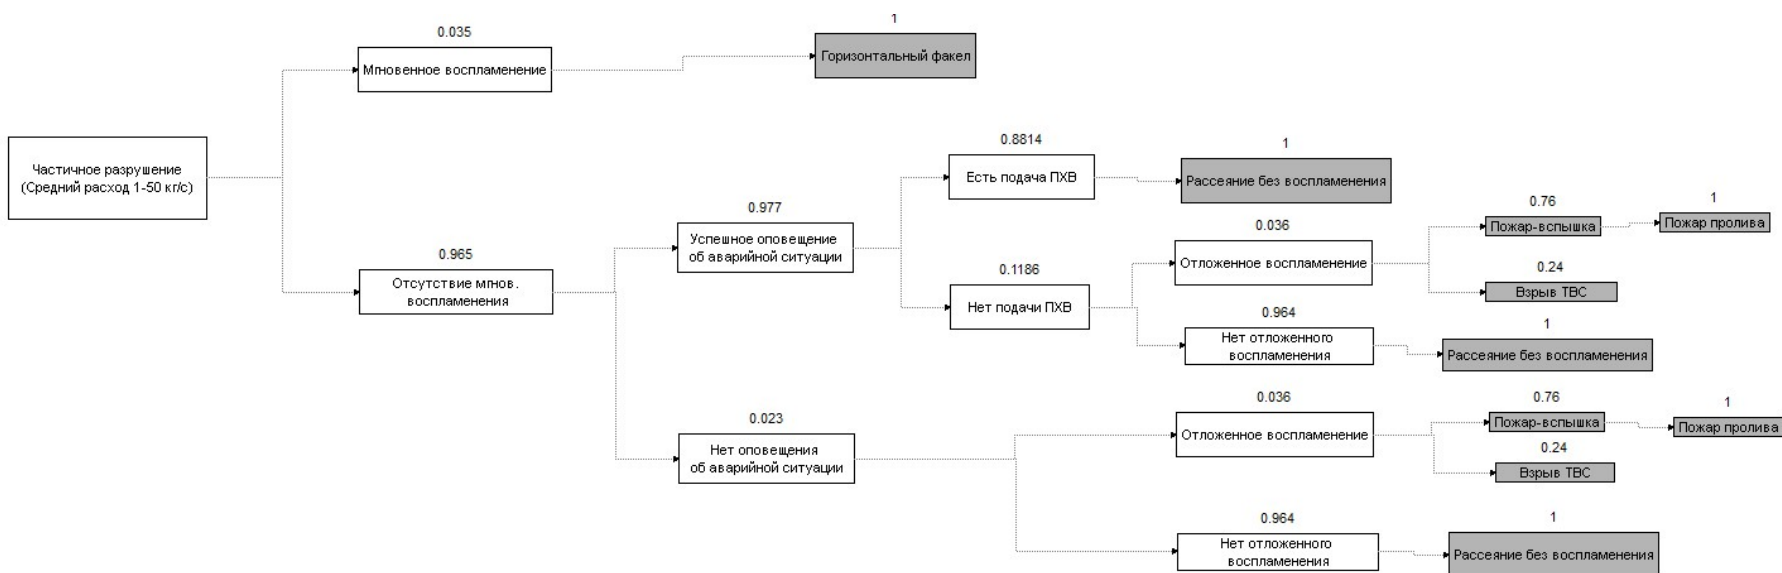 0.035
Мгновенное воспламенение
1
Горизонтальный факел
Частичное разрушение
(Средний расход 1-50 кг/с)
0.965
Отсутствие мгнов.
воспламенения
0.977
Успешное оповещение
об аварийной ситуации
0.8814
Есть подача ПХВ
1
Рассеяние без воспламенения
0.1186
Нет подачи ПХВ
0.036
Отложенное воспламенение
0.76
Пожар-вспышка
1
Пожар пролива
0.24
Взрыв ТВС
0.964
Нет отложенного
воспламенения
1
Рассеяние без воспламенения
0.023
Нет оповещения
об аварийной ситуации
0.036
Отложенное воспламенение
0.76
Пожар-вспышка
1
Пожар пролива
0.24
Взрыв ТВС
0.964
Нет отложенного
воспламенения
1
Рассеяние без воспламенения